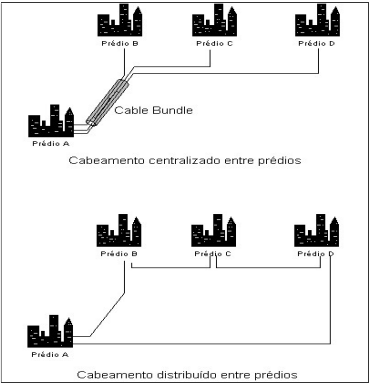 Prédio B
Prédio C
Prédio D
Cable Bundle
Prédio A
Cabeamento centralizado entre prédios
Prédio B
Prédio C
Prédio D
Prédio A
Cabeamento distribuído entre prédios